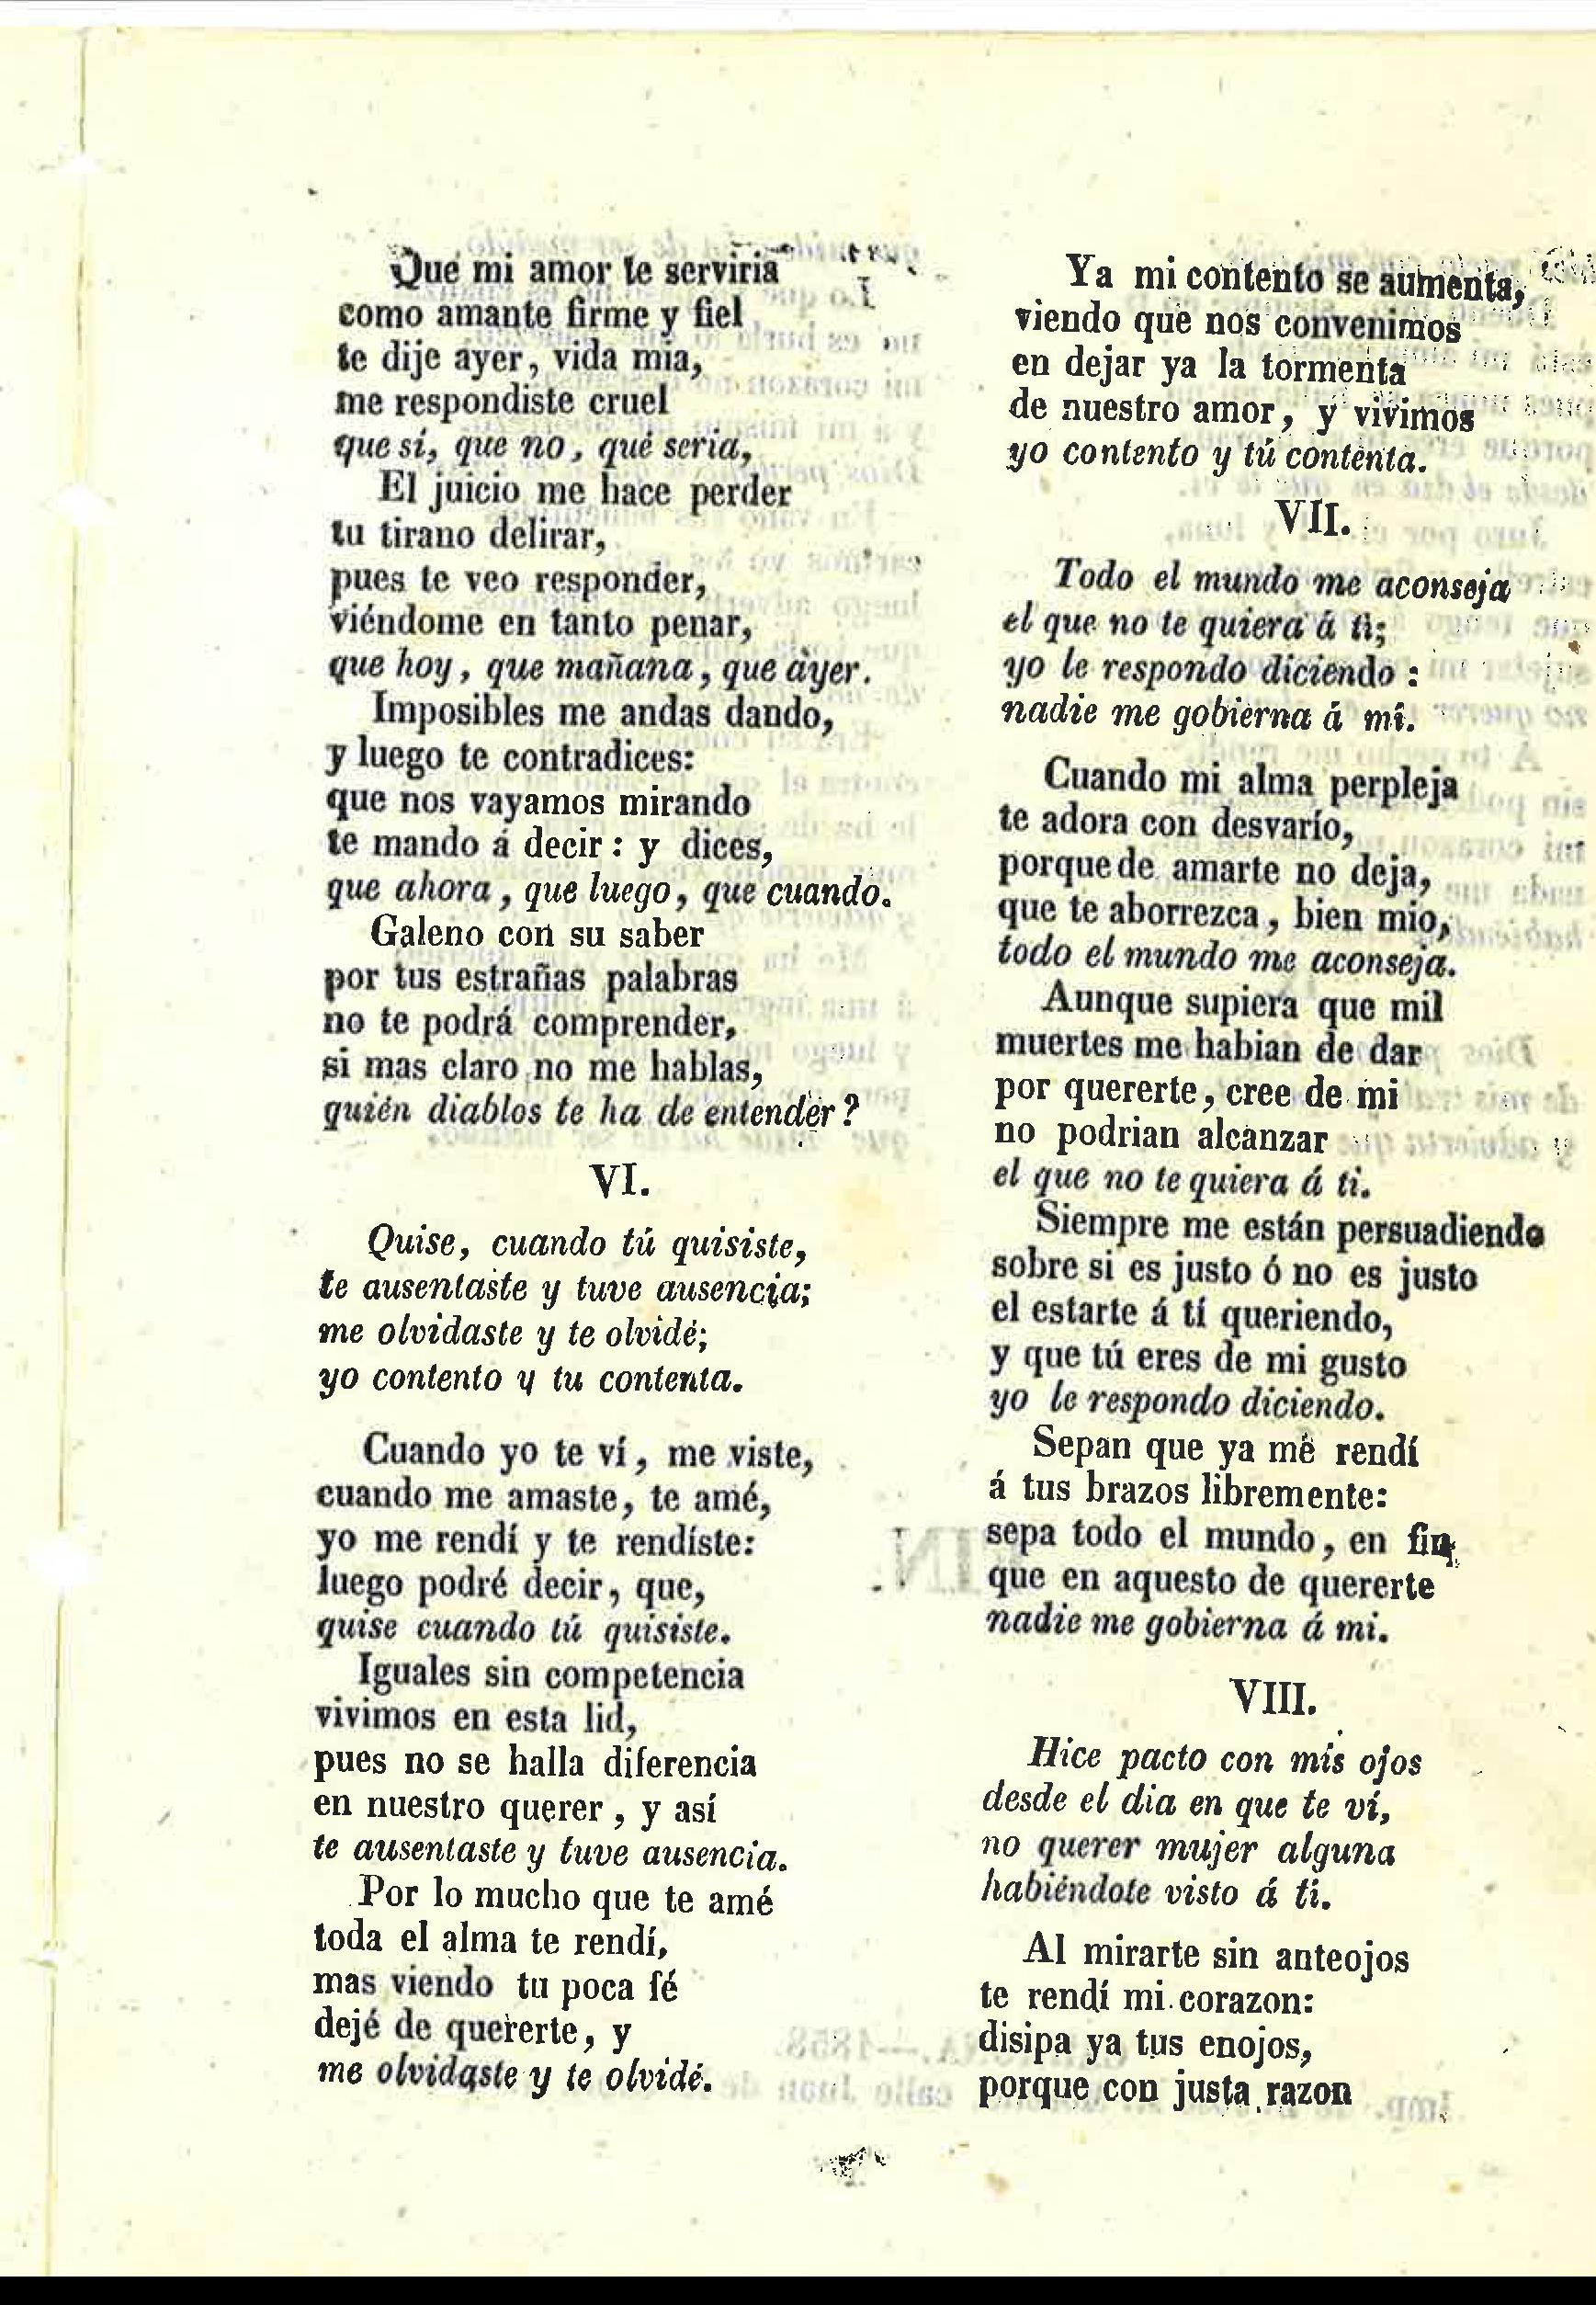 Que mi amor te serviria
como amante firme y fiel
te dije ayer, vida mia,
me respondiste cruel
que sí, que no, qué seria,
El juicio me hace perder
tu tirano delirar,
pues te veo responder,
viéndome en tanto penar,
que hoy, que mañana, que ayer.
Imposibles me andas dando,
y luego te contradices:
que nos vayamos mirando
te mando á decir: y dices,
que ahora, que luego, que cuando.
Galeno con su saber
por tus estrañas palabras
no te podrá comprender,
si mas claro no me hablas,
quién diablos te ha de entender?
VI.
Quise, cuando tú quisiste,
te ausentaste y tuve ausencia;
me olvidaste y te olvidé;
yo contento y tu contenta.
Cuando yo te ví, me viste,
cuando me amaste, te amé,
yo me rendí y te rendíste:
luego podré decir, que,
quise cuando tú quisiste.
Iguales sin competencia
vivimos en esta lid,
pues no se halla diferencia
en nuestro querer, y así
te ausentaste y tuve ausencia.
Por lo mucho que te amé
toda el alma te rendí,
mas viendo tu poca fé
dejé de quererte, y
me olvidaste y te olvidé.
Ya mi contento se aumenta,
viendo que nos convenimos
en dejar ya la tormenta
de nuestro amor, y vivimos
yo contento y tú contenta.
VII.
Todo el mundo me aconseja
el que no te quiera á ti;
yo le respondo diciendo:
nadie me gobierna á mí.
Cuando mi alma perpleja
te adora con desvarío,
porque de amarte no deja,
que te aborrezca, bien mio,
todo el mundo me aconseja.
Aunque supiera que mil
muertes me habian de dar
por quererte, cree de mi
no podrian alcanzar
el que no te quiera á ti.
Siempre me están persuadiendo
sobre si es justo ó no es justo
el estarte á tí queriendo,
y que tú eres de mi gusto
yo le respondo diciendo.
Sepan que ya me rendí
á tus brazos libremente:
sepa todo el mundo, en fin,
que en aquesto de quererte
nadie me gobierna á mi.
VIII.
Hice pacto con mis ojos
desde el dia en que te ví,
no querer mujer alguna
habiéndote visto á ti.
Al mirarte sin anteojos
te rendí mi corazon:
disipa ya tus enojos,
porque con justa razon